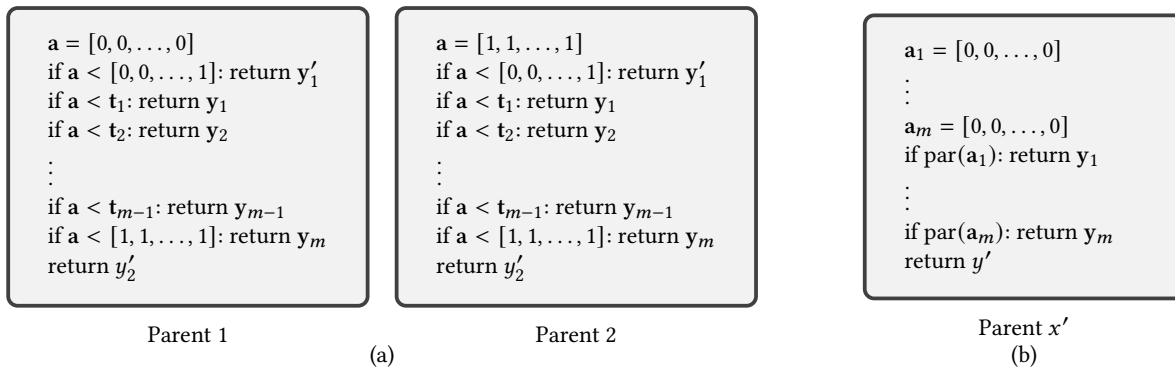 a = [0, 0, . . . , 0]
if a < [0, 0, . . . , 1]: return y′₁
if a < t₁: return y₁
if a < t₂: return y₂
⋮
if a < tₘ₋₁: return yₘ₋₁
if a < [1, 1, . . . , 1]: return yₘ
return y′₂
Parent 1
a = [1, 1, . . . , 1]
if a < [0, 0, . . . , 1]: return y′₁
if a < t₁: return y₁
if a < t₂: return y₂
⋮
if a < tₘ₋₁: return yₘ₋₁
if a < [1, 1, . . . , 1]: return yₘ
return y′₂
Parent 2
(a)
a₁ = [0, 0, . . . , 0]
⋮
aₘ = [0, 0, . . . , 0]
if par(a₁): return y₁
⋮
if par(aₘ): return yₘ
return y′
Parent x′
(b)